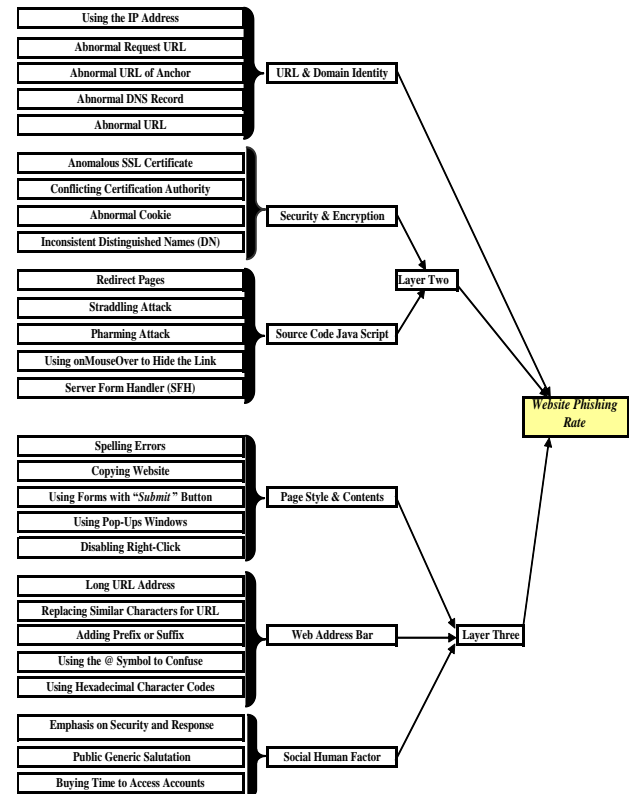 Using the IP Address
Abnormal Request URL
Abnormal URL of Anchor
Abnormal DNS Record
Abnormal URL
URL & Domain Identity
Anomalous SSL Certificate
Conflicting Certification Authority
Abnormal Cookie
Inconsistent Distinguished Names (DN)
Security & Encryption
Redirect Pages
Straddling Attack
Pharming Attack
Using onMouseOver to Hide the Link
Server Form Handler (SFH)
Source Code Java Script
Layer Two
Website Phishing
Rate
Spelling Errors
Copying Website
Using Forms with “Submit” Button
Using Pop-Ups Windows
Disabling Right-Click
Page Style & Contents
Long URL Address
Replacing Similar Characters for URL
Adding Prefix or Suffix
Using the @ Symbol to Confuse
Using Hexadecimal Character Codes
Web Address Bar
Layer Three
Emphasis on Security and Response
Public Generic Salutation
Buying Time to Access Accounts
Social Human Factor